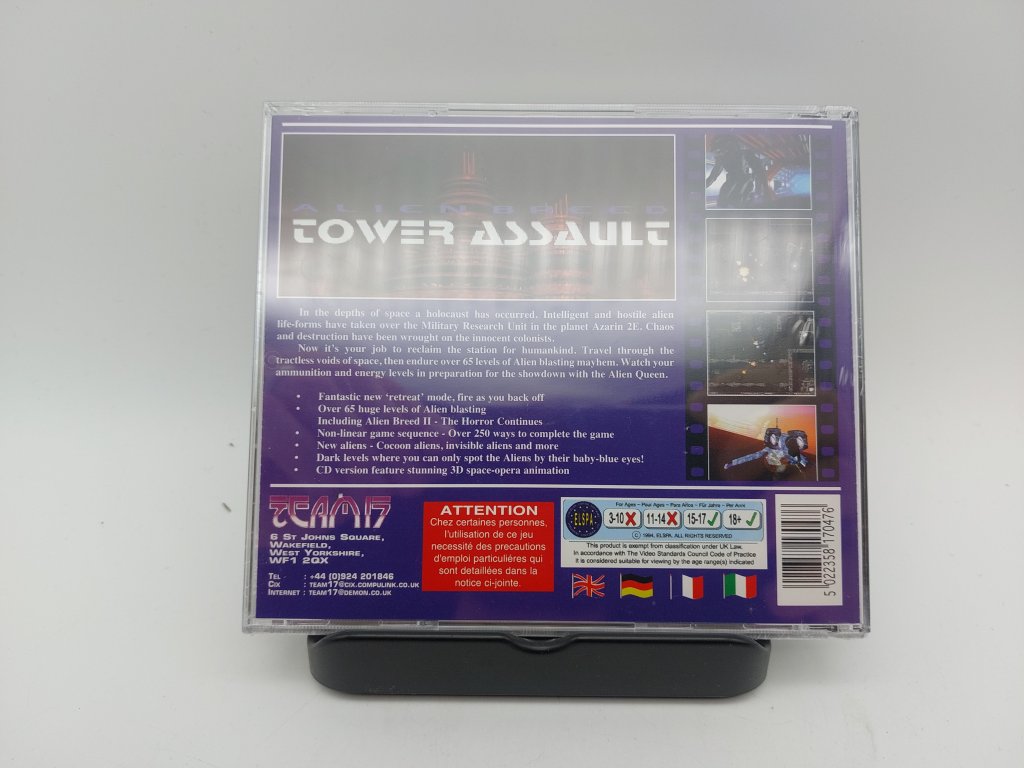 ALIEN BREED
TOWER ASSAULT
In the depths of space a holocaust has occurred. Intelligent and hostile alien
life-forms have taken over the Military Research Unit in the planet Azarin 2E. Chaos
and destruction have been wrought on the innocent colonists.
Now it's your job to reclaim the station for humankind. Travel through the
tractless voids of space, then endure over 65 levels of Alien blasting mayhem. Watch your
ammunition and energy levels in preparation for the showdown with the Alien Queen.
• Fantastic new 'retreat' mode, fire as you back off
• Over 65 huge levels of Alien blasting
Including Alien Breed II - The Horror Continues
• Non-linear game sequence - Over 250 ways to complete the game
• New aliens - Cocoon aliens, invisible aliens and more
• Dark levels where you can only spot the Aliens by their baby-blue eyes!
• CD version feature stunning 3D space-opera animation
TEAM17
6 St Johns Square,
Wakefield,
West Yorkshire,
WF1 2QX
Tel : +44 (0)924 201846
Cix : team17@cix.compulink.co.uk
Internet : team17@demon.co.uk
ATTENTION
Chez certaines personnes,
l'utilisation de ce jeu
necessité des precautions
d'emploi particulières qui
sont detaillées dans la
notice ci-jointe.
ELSPA
For Ages - Pour Ages - Para Años - Für Jahre - Per Anni
3-10 11-14 15-17 18+
© 1994, ELSPA. ALL RIGHTS RESERVED
This product is exempt from classification under UK Law.
In accordance with The Video Standards Council Code of Practice
it is considered suitable for viewing by the age range(s) indicated
5 022358 170476